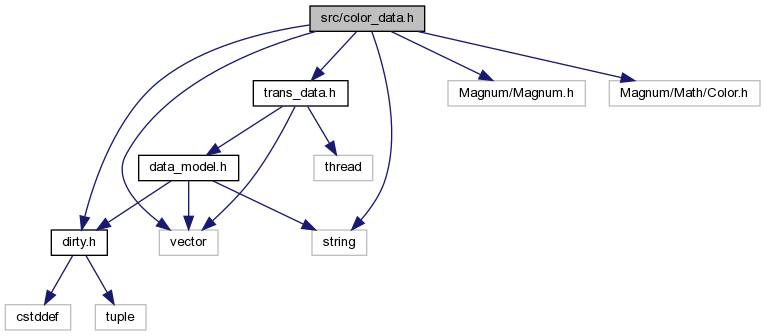 src/color_data.h
trans_data.h
Magnum/Magnum.h
Magnum/Math/Color.h
data_model.h
thread
dirty.h
vector
string
cstddef
tuple